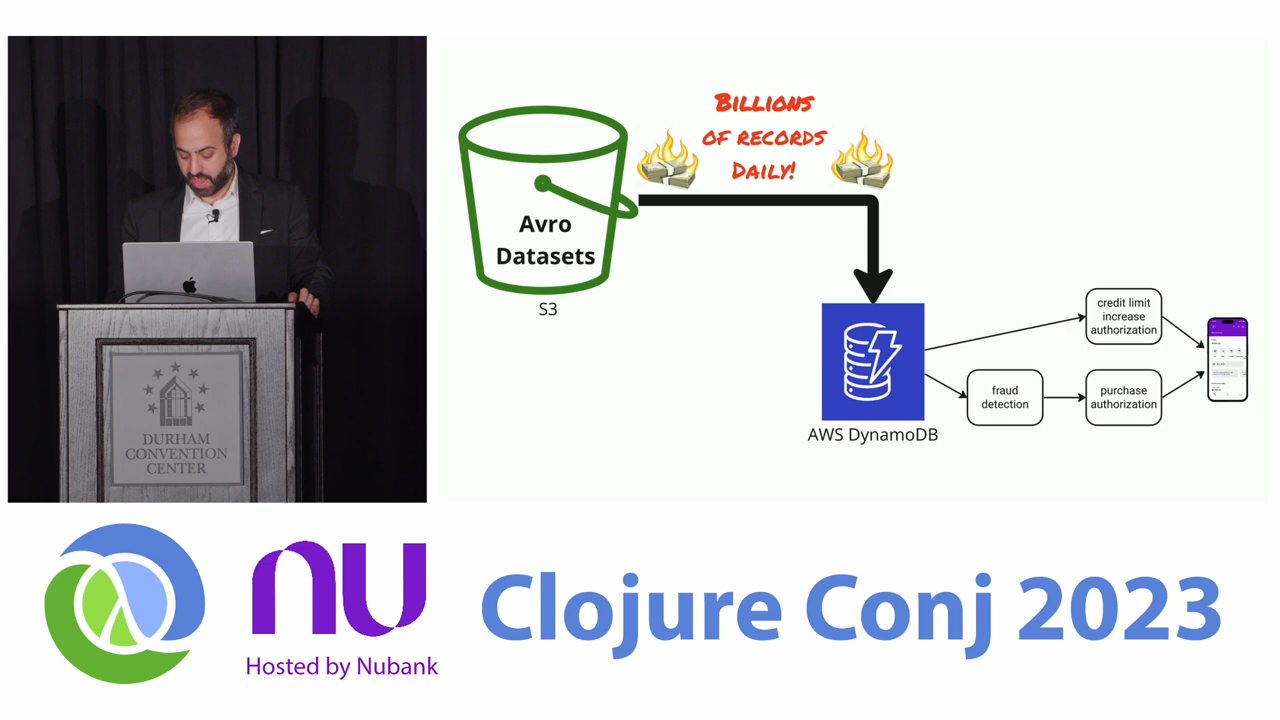 BILLIONS
OF RECORDS
DAILY!
Avro
Datasets
S3
AWS DynamoDB
credit limit
increase
authorization
fraud
detection
purchase
authorization
DURHAM
CONVENTION
CENTER
nu
Hosted by Nubank
Clojure Conj 2023